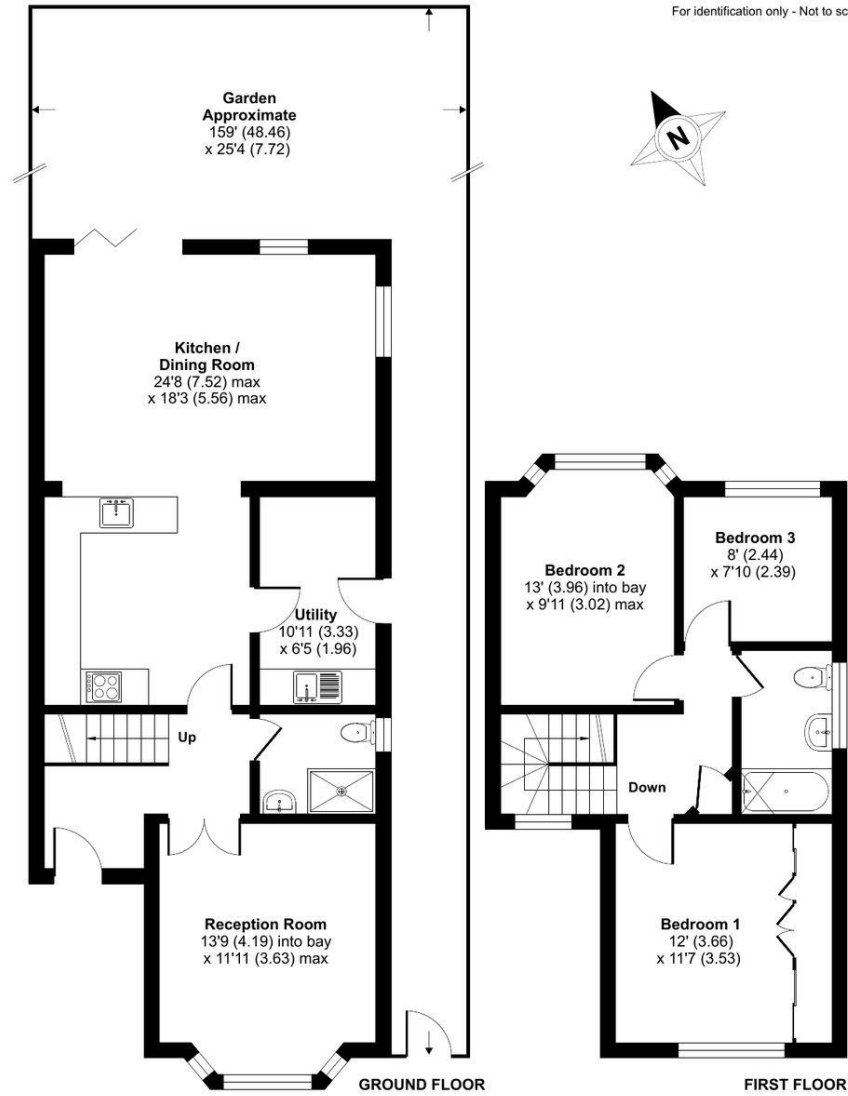 For identification only - Not to sc
Garden
Approximate
159' (48.46)
x 25'4 (7.72)
N
Kitchen /
Dining Room
24'8 (7.52) max
x 18'3 (5.56) max
Utility
10'11 (3.33)
x 6'5 (1.96)
Up
Reception Room
13'9 (4.19) into bay
x 11'11 (3.63) max
GROUND FLOOR
Bedroom 2
13' (3.96) into bay
x 9'11 (3.02) max
Bedroom 3
8' (2.44)
x 7'10 (2.39)
Down
Bedroom 1
12' (3.66)
x 11'7 (3.53)
FIRST FLOOR